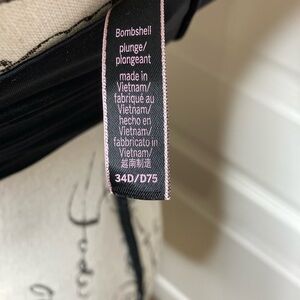 Bombshell
plunge/
plongeant
made in
Vietnam/
fabriqué au
Vietnam/
hecho en
Vietnam/
fabbricato in
Vietnam/
越南制造
34D/D75